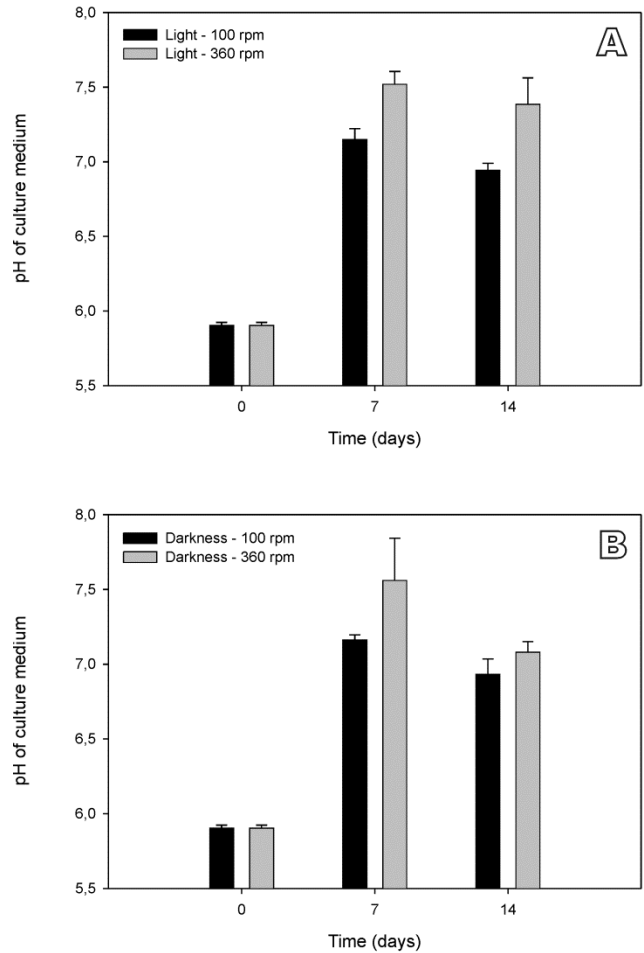 A
Light - 100 rpm
Light - 360 rpm
8,0
7,5
7,0
6,5
6,0
5,5
pH of culture medium
0 7 14
Time (days)
B
Darkness - 100 rpm
Darkness - 360 rpm
8,0
7,5
7,0
6,5
6,0
5,5
pH of culture medium
0 7 14
Time (days)